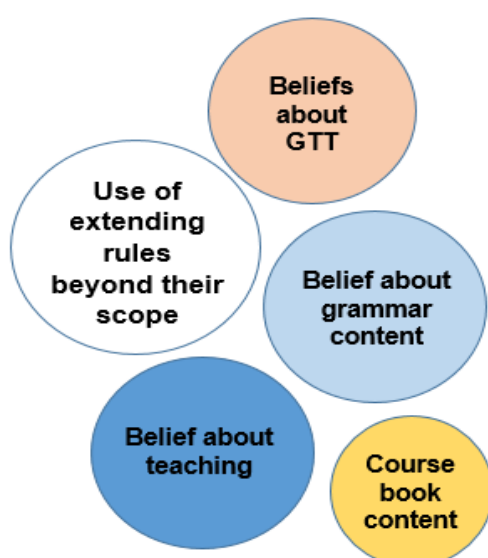 Beliefs
about
GTT
Use of
extending
rules
beyond their
scope
Belief about
grammar
content
Belief about
teaching
Course
book
content